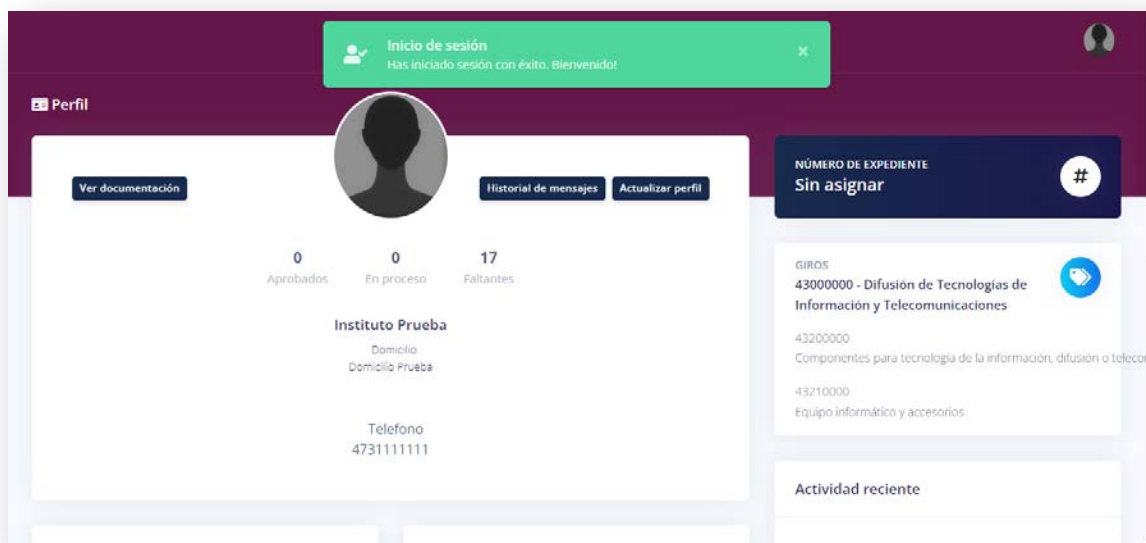 Inicio de sesión
Has iniciado sesión con éxito. Bienvenido!
×
Perfil
Ver documentación
Historial de mensajes
Actualizar perfil
0
Aprobados
0
En proceso
17
Faltantes
Instituto Prueba
Domicilio
Domicilio Prueba
Telefono
4731111111
NÚMERO DE EXPEDIENTE
Sin asignar
#
GIROS
43000000 - Difusión de Tecnologías de
Información y Telecomunicaciones
43200000
Componentes para tecnología de la información, difusión o
43210000
Equipo informático y accesorios
Actividad reciente